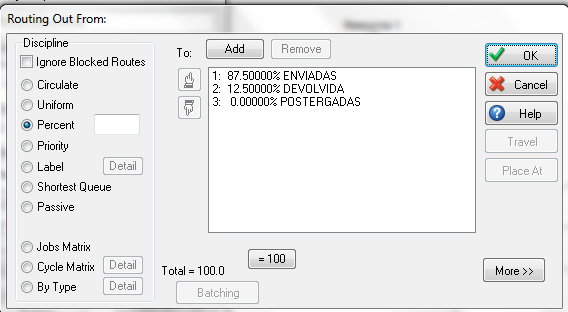 Routing Out From:
Discipline
Ignore Blocked Routes
Circulate
Uniform
Percent
Priority
Label Detail
Shortest Queue
Passive
Jobs Matrix
Cycle Matrix Detail
By Type Detail
To: Add Remove
1: 87.50000% ENVIADAS
2: 12.50000% DEVOLVIDA
3: 0.00000% POSTERGADAS
Total = 100.0 = 100
Batching
OK
Cancel
Help
Travel
Place At
More >>